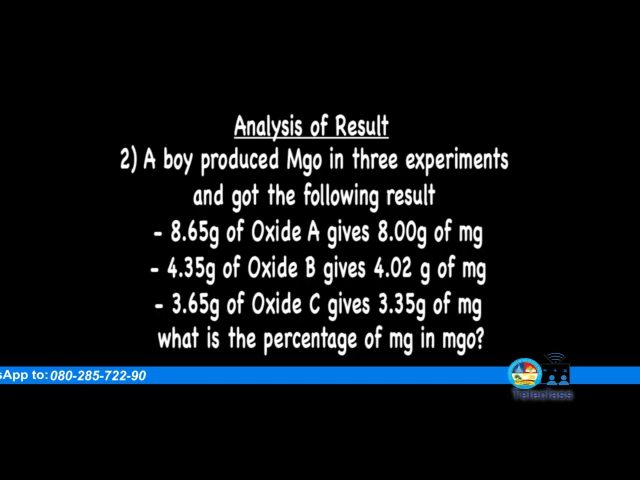 Analysis of Result
2) A boy produced Mgo in three experiments
and got the following result
- 8.65g of Oxide A gives 8.00g of mg
- 4.35g of Oxide B gives 4.02 g of mg
- 3.65g of Oxide C gives 3.35g of mg
what is the percentage of mg in mgo?
sApp to: 080-285-722-90
Teleclass